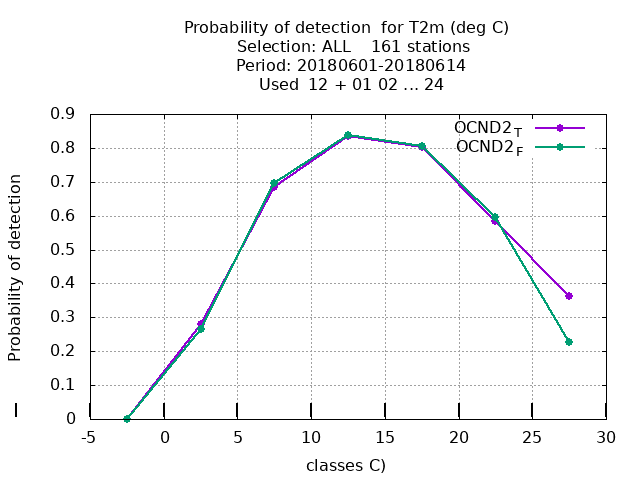 Probability of detection  for T2m (deg C)
Selection: ALL    161 stations
Period: 20180601-20180614
Used  12 + 01 02 ... 24
OCND2_T
OCND2_F
Probability of detection
0.9
0.8
0.7
0.6
0.5
0.4
0.3
0.2
0.1
0
-5 0 5 10 15 20 25 30
classes C)